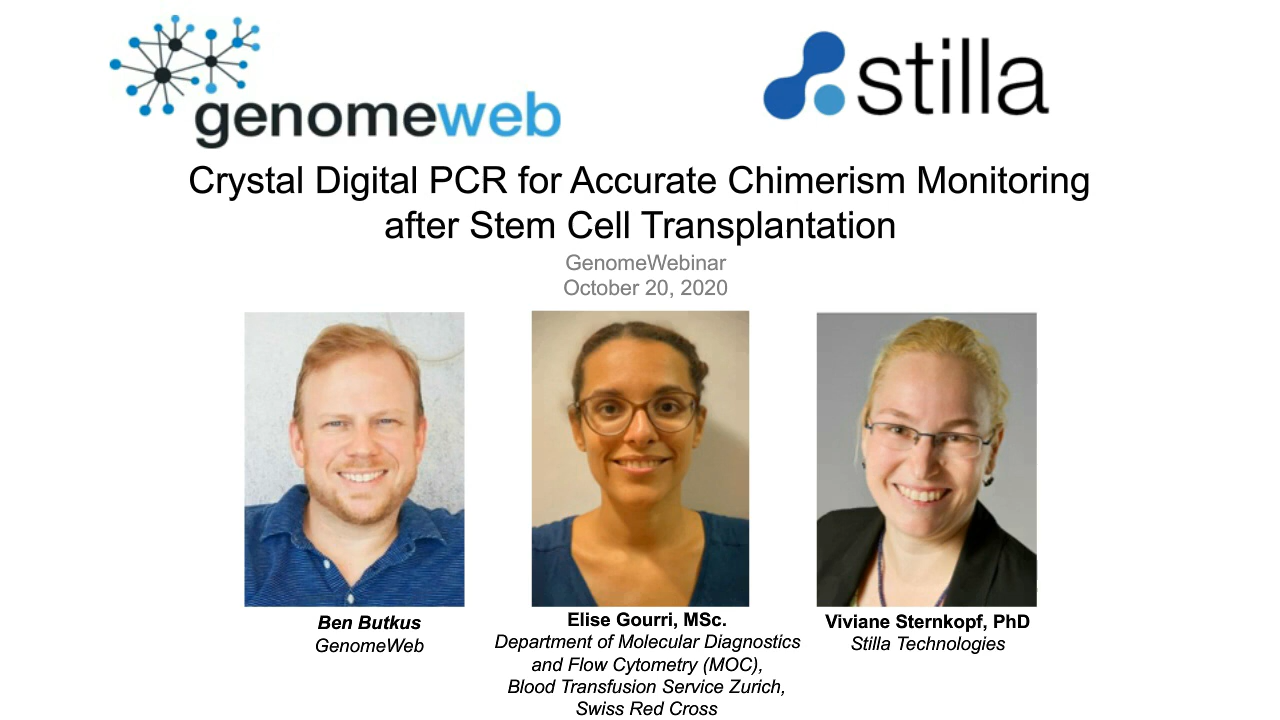 genomeweb
stilla
Crystal Digital PCR for Accurate Chimerism Monitoring
after Stem Cell Transplantation
GenomeWebinar
October 20, 2020
Ben Butkus
GenomeWeb
Elise Gourri, MSc.
Department of Molecular Diagnostics
and Flow Cytometry (MOC),
Blood Transfusion Service Zurich,
Swiss Red Cross
Viviane Sternkopf, PhD
Stilla Technologies